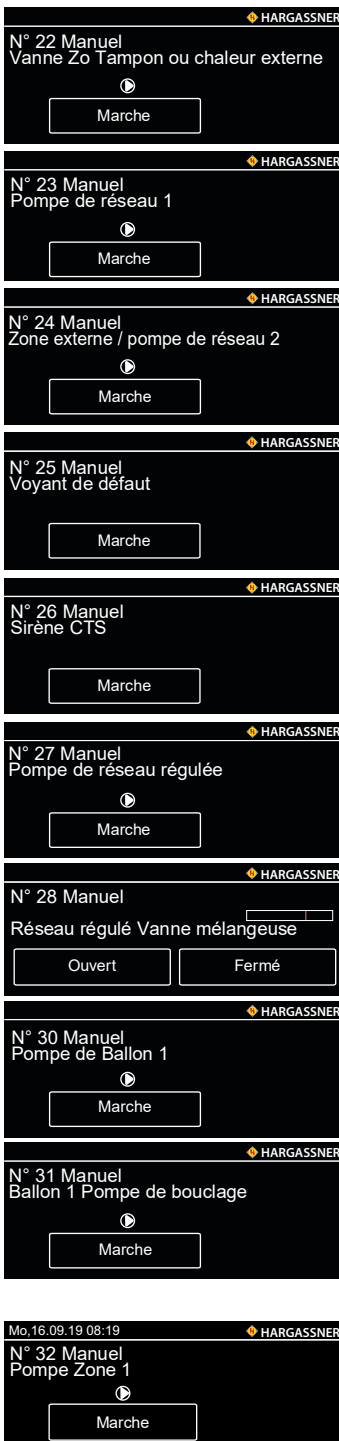 HARGASSNER
N° 22 Manuel
Vanne Zo Tampon ou chaleur externe
Marche
HARGASSNER
N° 23 Manuel
Pompe de réseau 1
Marche
HARGASSNER
N° 24 Manuel
Zone externe / pompe de réseau 2
Marche
HARGASSNER
N° 25 Manuel
Voyant de défaut
Marche
HARGASSNER
N° 26 Manuel
Sirène CTS
Marche
HARGASSNER
N° 27 Manuel
Pompe de réseau régulée
Marche
HARGASSNER
N° 28 Manuel
Réseau régulé Vanne mélangeuse
Ouvert Fermé
HARGASSNER
N° 30 Manuel
Pompe de Ballon 1
Marche
HARGASSNER
N° 31 Manuel
Ballon 1 Pompe de bouclage
Marche
Mo,16.09.19 08:19 HARGASSNER
N° 32 Manuel
Pompe Zone 1
Marche